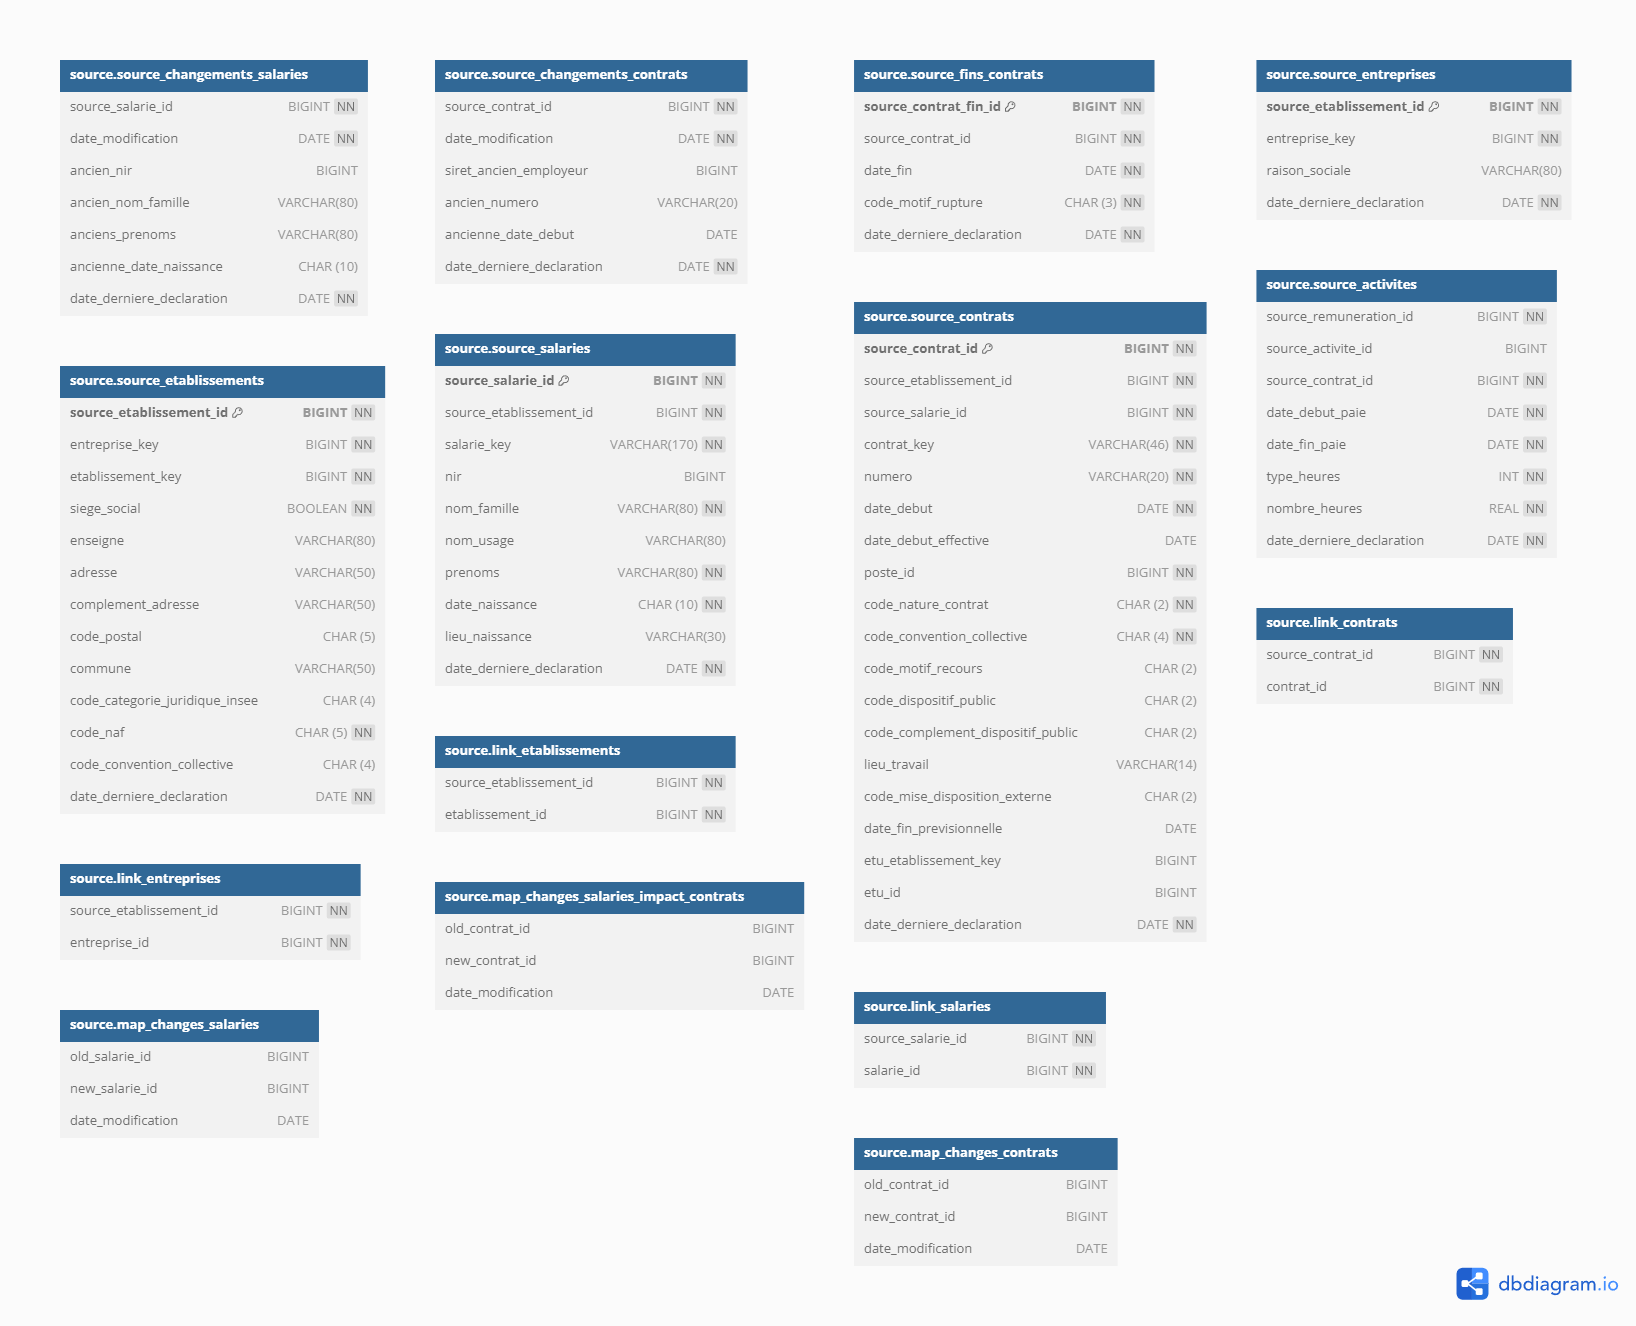 source.source_changements_salaries
source_salarie_id BIGINT NN
date_modification DATE NN
ancien_nir BIGINT
ancien_nom_famille VARCHAR(80)
anciens_prenoms VARCHAR(80)
ancienne_date_naissance CHAR (10)
date_derniere_declaration DATE NN
source.source_etablissements
source_etablissement_id BIGINT NN
entreprise_key BIGINT NN
etablissement_key BIGINT NN
siege_social BOOLEAN NN
enseigne VARCHAR(80)
adresse VARCHAR(50)
complement_adresse VARCHAR(50)
code_postal CHAR (5)
commune VARCHAR(50)
code_categorie_juridique_insee CHAR (4)
code_naf CHAR (5) NN
code_convention_collective CHAR (4)
date_derniere_declaration DATE NN
source.link_entreprises
source_etablissement_id BIGINT NN
entreprise_id BIGINT NN
source.map_changes_salaries
old_salarie_id BIGINT
new_salarie_id BIGINT
date_modification DATE
source.source_changements_contrats
source_contrat_id BIGINT NN
date_modification DATE NN
siret_ancien_employeur BIGINT
ancien_numero VARCHAR(20)
ancienne_date_debut DATE
date_derniere_declaration DATE NN
source.source_salaries
source_salarie_id BIGINT NN
source_etablissement_id BIGINT NN
salarie_key VARCHAR(170) NN
nir BIGINT
nom_famille VARCHAR(80) NN
nom_usage VARCHAR(80)
prenoms VARCHAR(80) NN
date_naissance CHAR (10) NN
lieu_naissance VARCHAR(30)
date_derniere_declaration DATE NN
source.link_etablissements
source_etablissement_id BIGINT NN
etablissement_id BIGINT NN
source.map_changes_salaries_impact_contrats
old_contrat_id BIGINT
new_contrat_id BIGINT
date_modification DATE
source.source_fins_contrats
source_contrat_fin_id BIGINT NN
source_contrat_id BIGINT NN
date_fin DATE NN
code_motif_rupture CHAR (3) NN
date_derniere_declaration DATE NN
source.source_contrats
source_contrat_id BIGINT NN
source_etablissement_id BIGINT NN
source_salarie_id BIGINT NN
contrat_key VARCHAR(46) NN
numero VARCHAR(20) NN
date_debut DATE NN
date_debut_effective DATE
poste_id BIGINT NN
code_nature_contrat CHAR (2) NN
code_convention_collective CHAR (4) NN
code_motif_recours CHAR (2)
code_dispositif_public CHAR (2)
code_complement_dispositif_public CHAR (2)
lieu_travail VARCHAR(14)
code_mise_disposition_externe CHAR (2)
date_fin_previsionnelle DATE
etu_etablissement_key BIGINT
etu_id BIGINT
date_derniere_declaration DATE NN
source.link_salaries
source_salarie_id BIGINT NN
salarie_id BIGINT NN
source.map_changes_contrats
old_contrat_id BIGINT
new_contrat_id BIGINT
date_modification DATE
source.source_entreprises
source_etablissement_id BIGINT NN
entreprise_key BIGINT NN
raison_sociale VARCHAR(80)
date_derniere_declaration DATE NN
source.source_activites
source_remuneration_id BIGINT NN
source_activite_id BIGINT
source_contrat_id BIGINT NN
date_debut_paie DATE NN
date_fin_paie DATE NN
type_heures INT NN
nombre_heures REAL NN
date_derniere_declaration DATE NN
source.link_contrats
source_contrat_id BIGINT NN
contrat_id BIGINT NN
dbdiagram.io